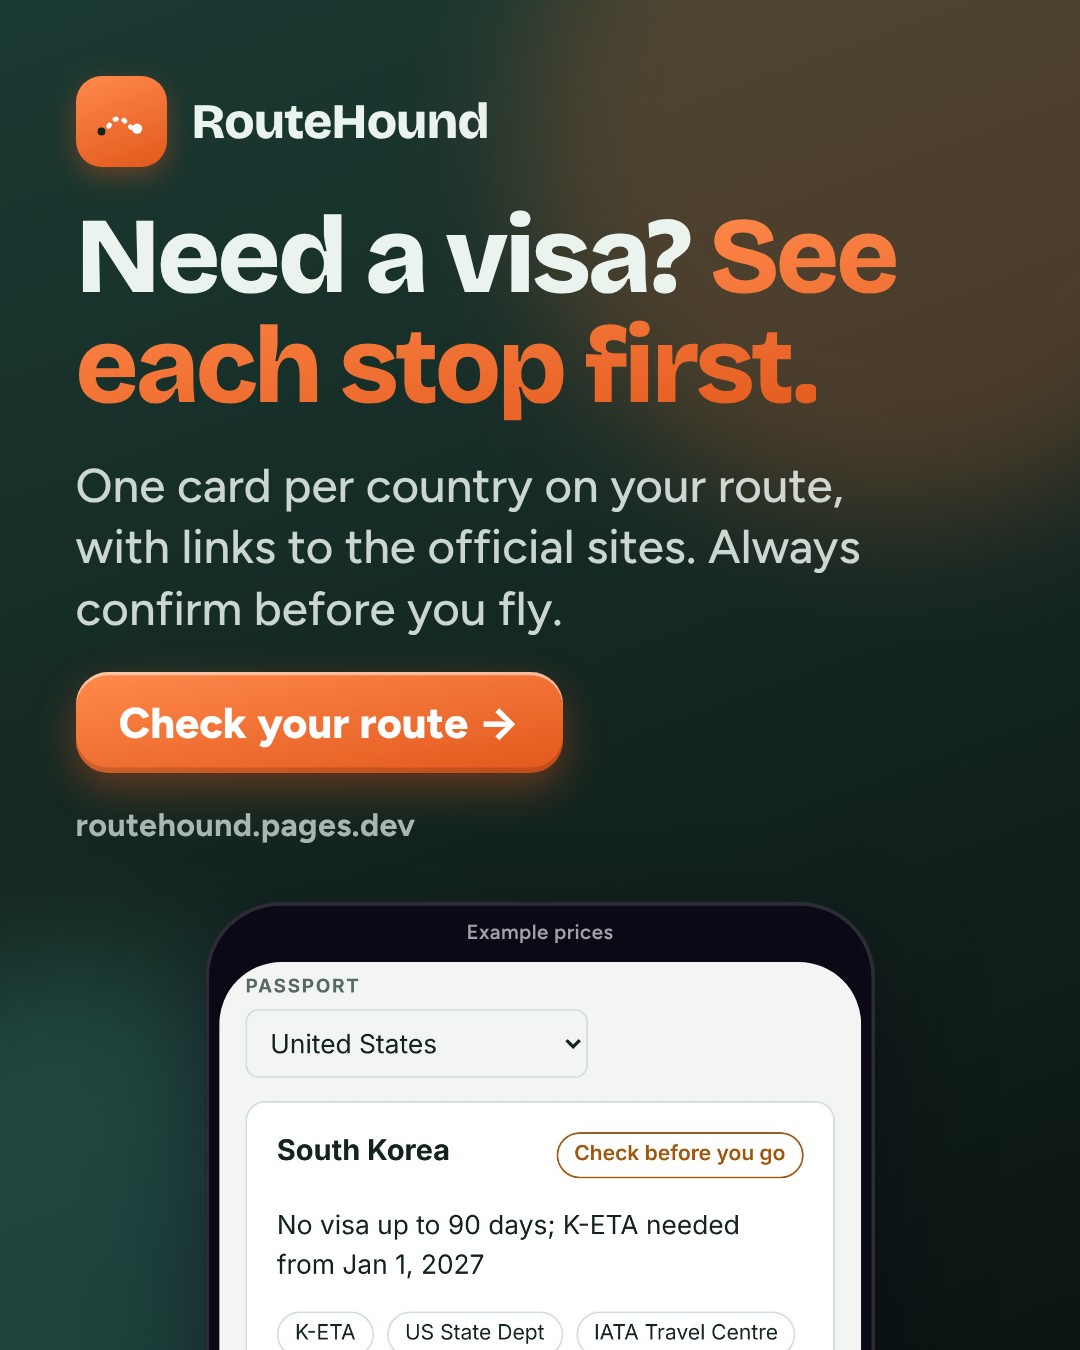 RouteHound
Need a visa? See
each stop first.
One card per country on your route,
with links to the official sites. Always
confirm before you fly.
Check your route →
routehound.pages.dev
Example prices
PASSPORT
United States
South Korea
Check before you go
No visa up to 90 days; K-ETA needed
from Jan 1, 2027
K-ETA US State Dept IATA Travel Centre